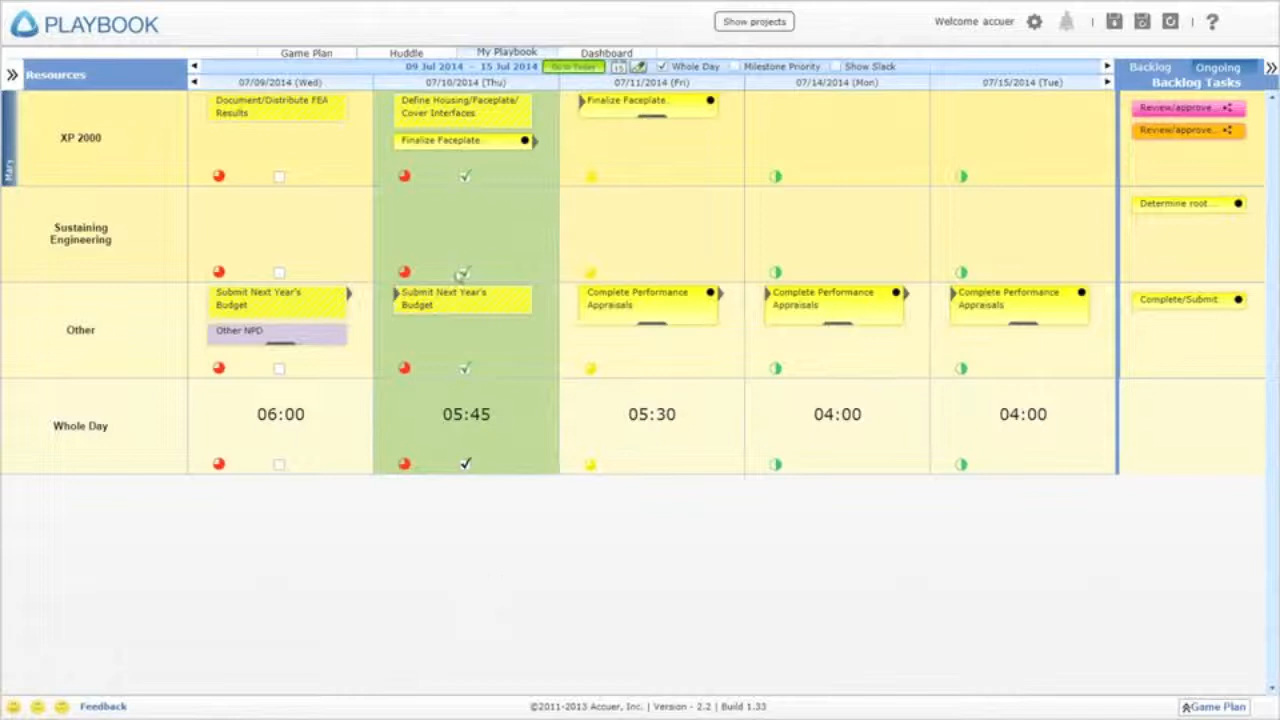 PLAYBOOK
Show projects
Welcome accuer
Game Plan
Huddle
My Playbook
Dashboard
Resources
09 Jul 2014 - 15 Jul 2014
Go to Today
15
Whole Day
Milestone Priority
Show Slack
Backlog
Ongoing
07/09/2014 (Wed)
07/10/2014 (Thu)
07/11/2014 (Fri)
07/14/2014 (Mon)
07/15/2014 (Tue)
Backlog Tasks
Mary
XP 2000
Document/Distribute FEA
Results
Define Housing/Faceplate/
Cover Interfaces
Finalize Faceplate
Finalize Faceplate
Review/approve...
Review/approve...
Sustaining
Engineering
Determine root ...
Other
Submit Next Year's
Budget
Other NPD
Submit Next Year's
Budget
Complete Performance
Appraisals
Complete Performance
Appraisals
Complete Performance
Appraisals
Complete/Submit
Whole Day
06:00
05:45
05:30
04:00
04:00
Feedback
©2011-2013 Accuer, Inc. | Version - 2.2 | Build 1.33
Game Plan